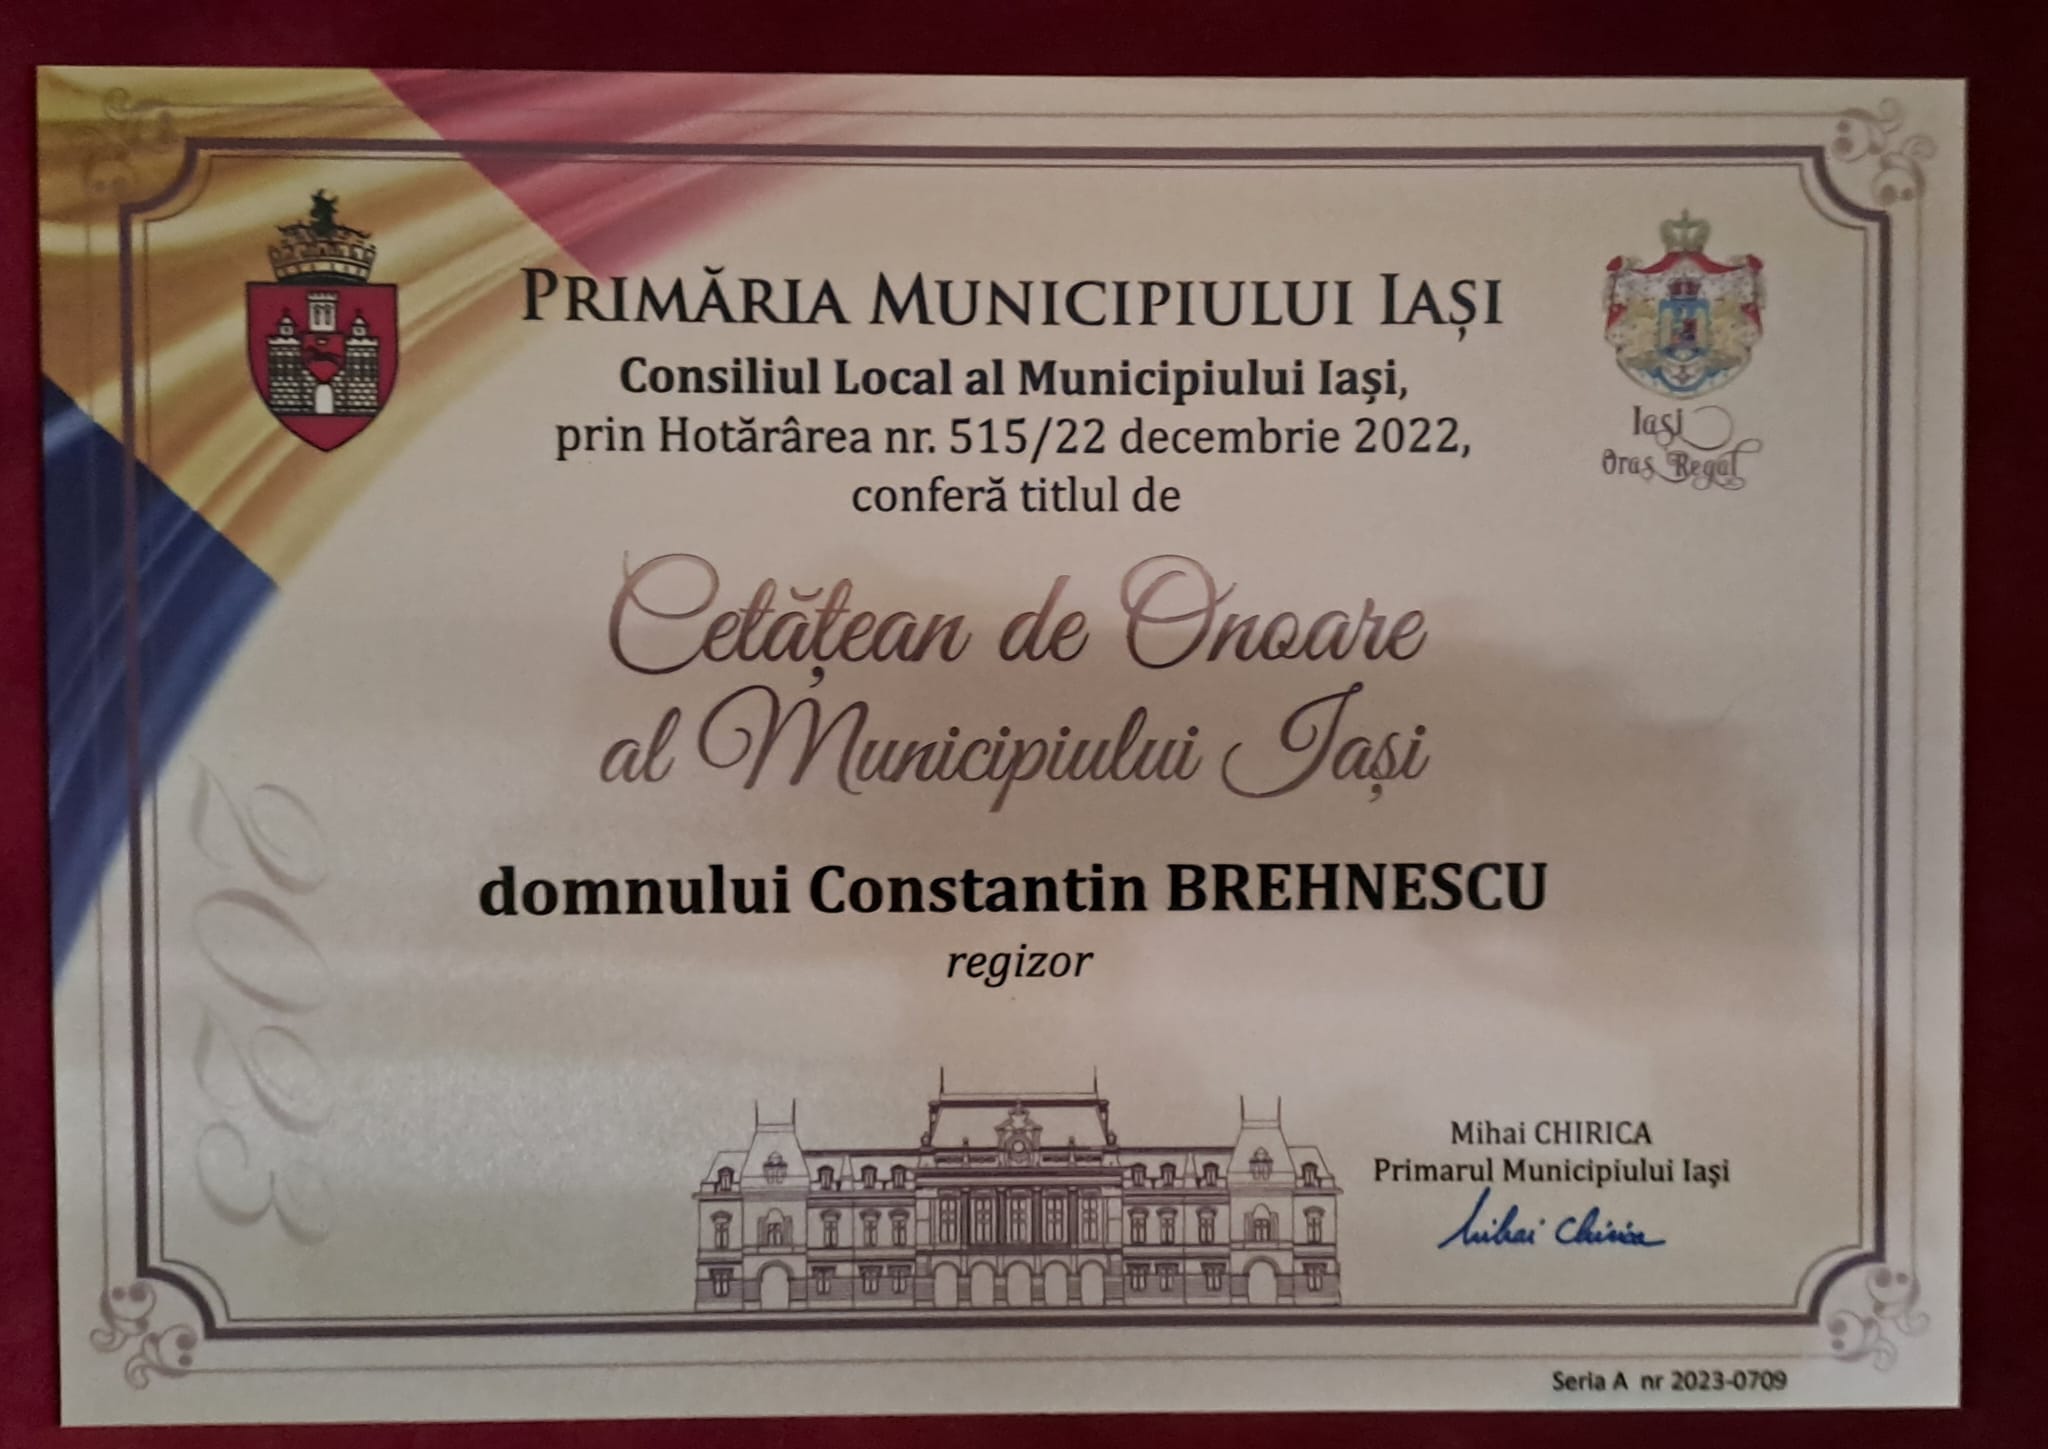 PRIMĂRIA MUNICIPIULUI IAȘI
Consiliul Local al Municipiului Iași,
prin Hotărârea nr. 515/22 decembrie 2022,
conferă titlul de
Iași
Oraș Regal
Cetățean de Onoare
al Municipiului Iași
domnului Constantin BREHNESCU
regizor
2023
Mihai CHIRICA
Primarul Municipiului Iaşi
Mihai Chirica
Seria A nr 2023-0709